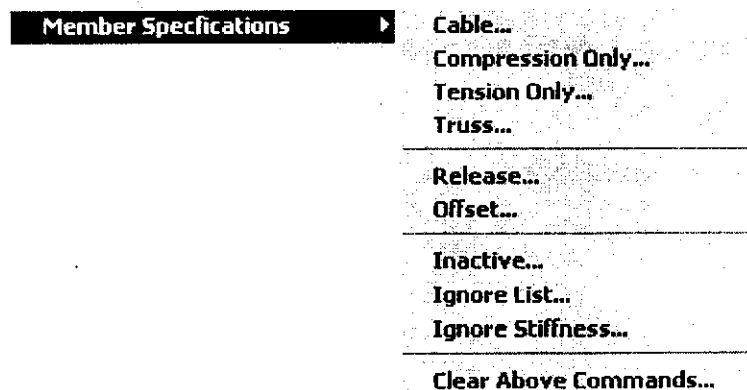 Member Specfications
Cable...
Compression Only...
Tension Only...
Truss...
Release...
Offset...
Inactive...
Ignore List...
Ignore Stiffness...
Clear Above Commands...